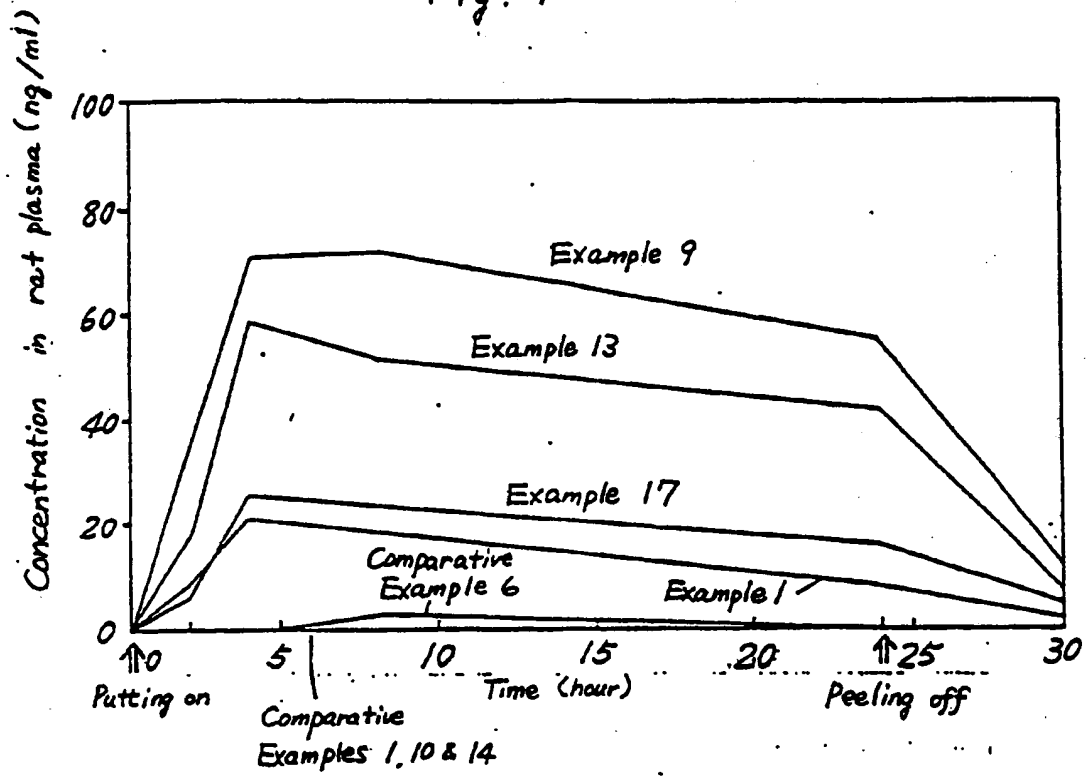 Fig. 1
Concentration in rat plasma (ng/ml)
100
80
60
40
20
0
Example 9
Example 13
Example 17
Comparative
Example 6
Example 1
0 5 10 15 20 25 30
⇑ ⇑
Putting on Time (hour) Peeling off
Comparative
Examples 1, 10 & 14